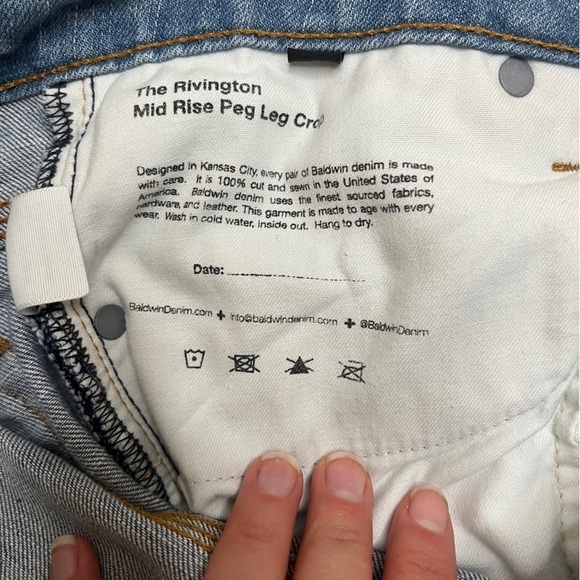 The Rivington
Mid Rise Peg Leg Crop
Designed in Kansas City, every pair of Baldwin denim is made
with care. It is 100% cut and sewn in the United States of
America. Baldwin denim uses the finest sourced fabrics,
hardware, and leather. This garment is made to age with every
wear. Wash in cold water, inside out. Hang to dry.
Date:
BaldwinDenim.com + info@baldwindenim.com + @BaldwinDenim